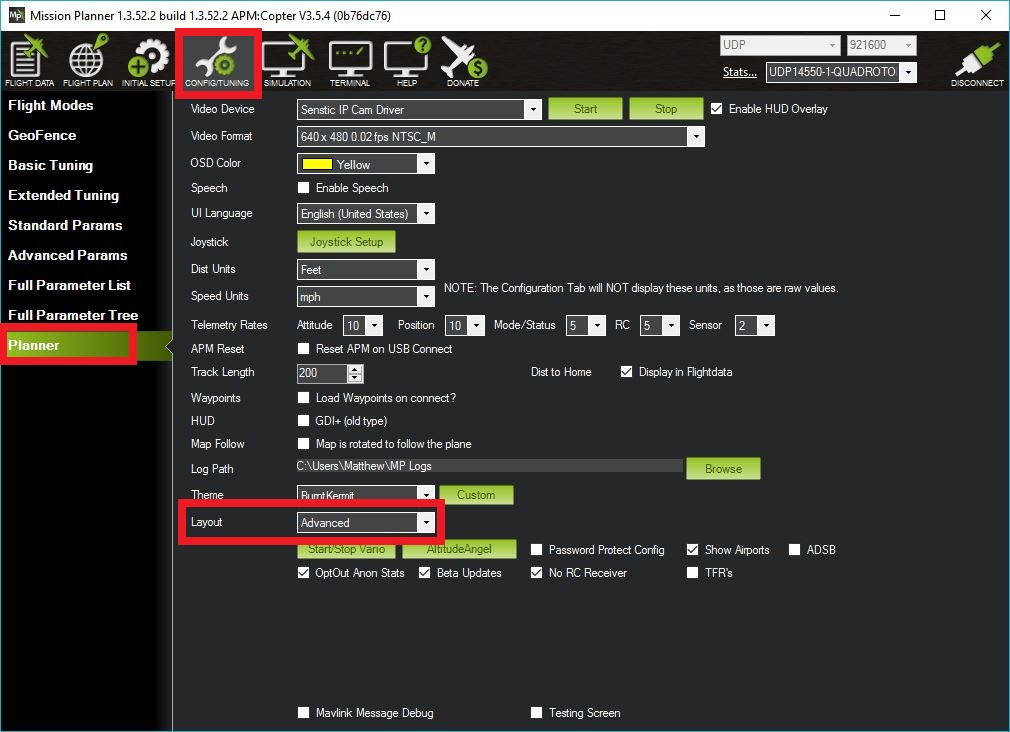 Mission Planner 1.3.52.2 build 1.3.52.2 APM:Copter V3.5.4 (0b76dc76)
FLIGHT DATA FLIGHT PLAN INITIAL SETUP CONFIG/TUNING SIMULATION TERMINAL HELP DONATE
UDP 921600
Stats... UDP14550-1-QUADROTO
DISCONNECT
Flight Modes
GeoFence
Basic Tuning
Extended Tuning
Standard Params
Advanced Params
Full Parameter List
Full Parameter Tree
Planner
Video Device Senstic IP Cam Driver Start Stop Enable HUD Overlay
Video Format 640 x 480 0.02 fps NTSC_M
OSD Color Yellow
Speech Enable Speech
UI Language English (United States)
Joystick Joystick Setup
Dist Units Feet
Speed Units mph NOTE: The Configuration Tab will NOT display these units, as those are raw values.
Telemetry Rates Attitude 10 Position 10 Mode/Status 5 RC 5 Sensor 2
APM Reset Reset APM on USB Connect
Track Length 200 Dist to Home Display in Flightdata
Waypoints Load Waypoints on connect?
HUD GDI+ (old type)
Map Follow Map is rotated to follow the plane
Log Path C:\Users\Matthew\MP Logs Browse
Theme BurntKermit Custom
Layout Advanced
Start/Stop Vario AltitudeAngel Password Protect Config Show Airports ADSB
OptOut Anon Stats Beta Updates No RC Receiver TFR's
Mavlink Message Debug Testing Screen